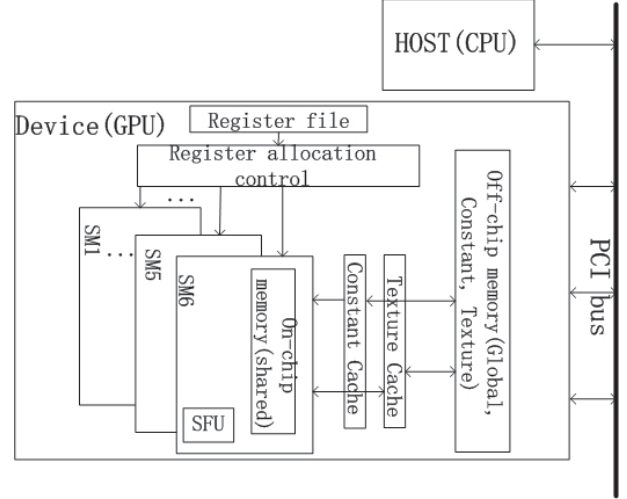 HOST(CPU)
Device(GPU)
Register file
Register allocation
control
...
SM1
...
SM5
SM6
On-chip
memory(shared)
SFU
Constant Cache
Texture Cache
Off-chip memory(Global,
Constant, Texture)
PCI bus